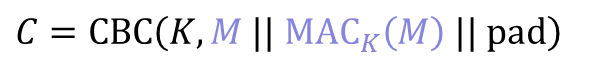 C = CBC(K, M || MAC_K(M) || pad)